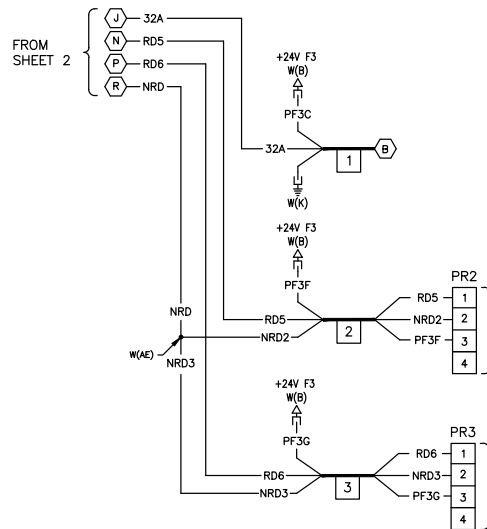 FROM
SHEET 2
J 32A
N RD5
P RD6
R NRD
+24V F3
W(B)
PF3C
32A
1
B
W(K)
+24V F3
W(B)
PF3F
NRD
RD5
NRD2
2
W(AE)
NRD3
PR2
RD5 1
NRD2 2
PF3F 3
4
+24V F3
W(B)
PF3G
RD6
NRD3
3
PR3
RD6 1
NRD3 2
PF3G 3
4